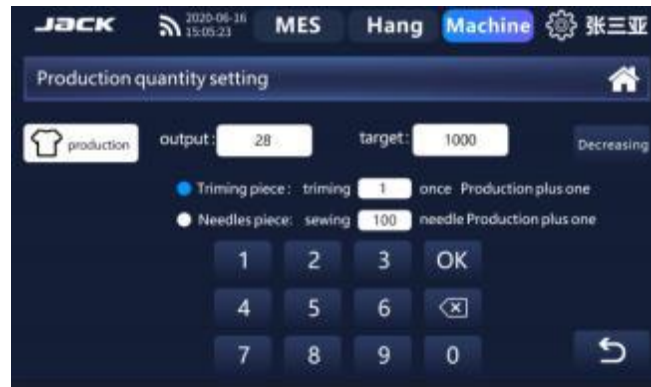 JACK 2020-06-16 MES Hang Machine 张三亚
15:05:23
Production quantity setting
production output: 28 target: 1000 Decreasing
Triming piece: triming 1 once Production plus one
Needles piece: sewing 100 needle Production plus one
1 2 3 OK
4 5 6
7 8 9 0